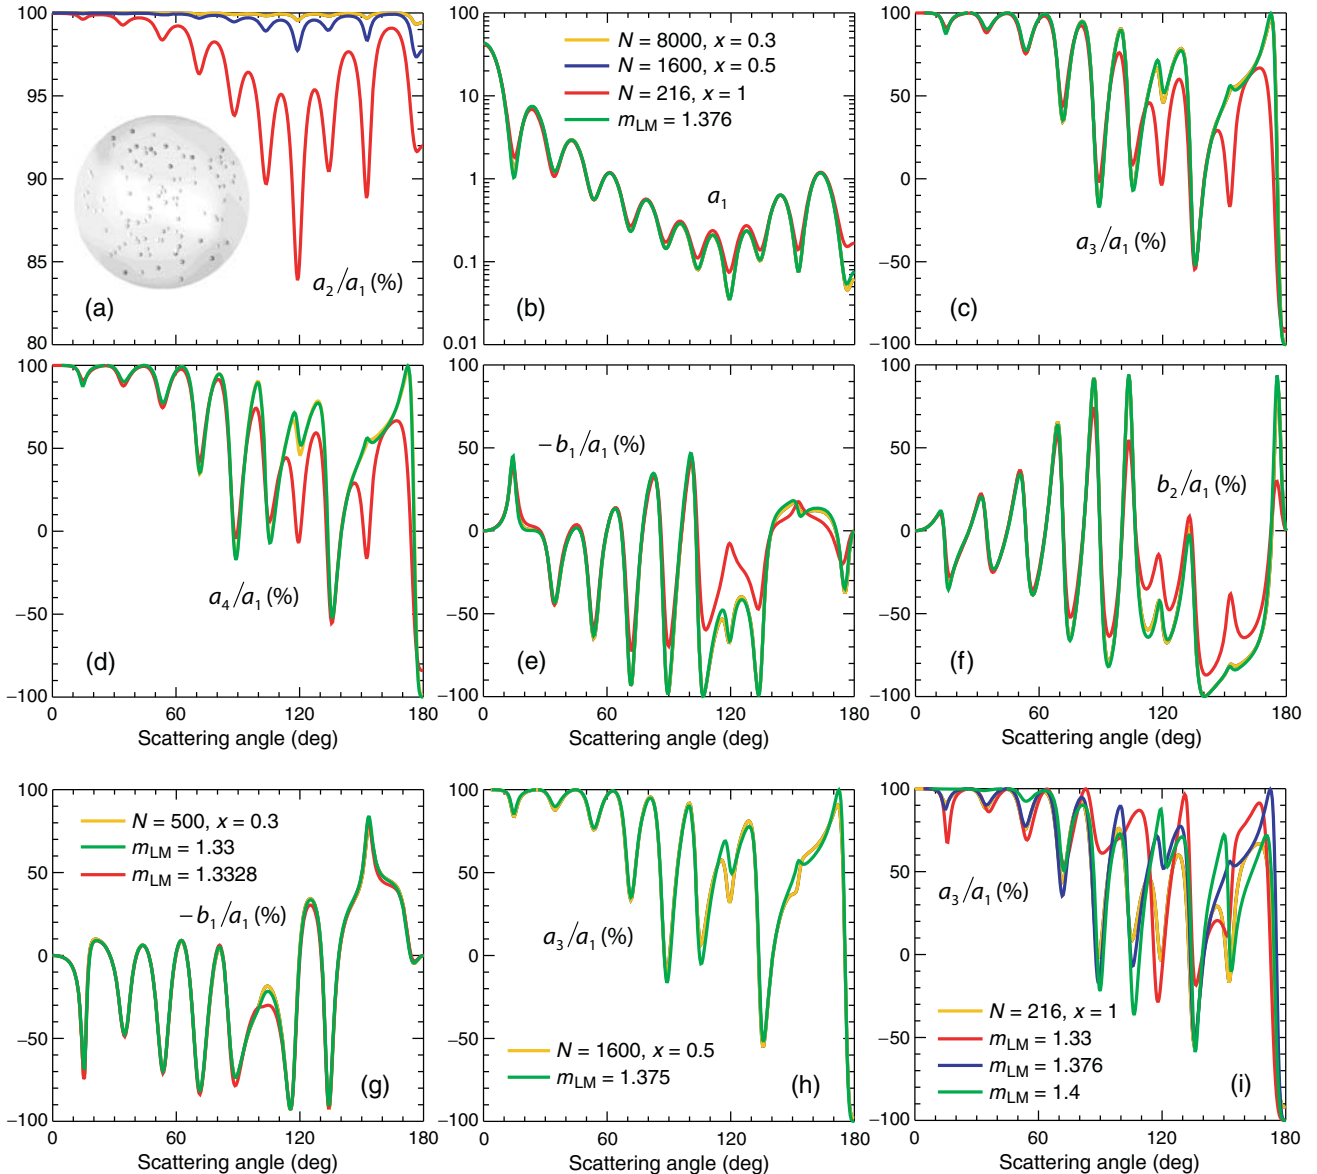 100
95
90
85
80
a2/a1 (%)
(a)
100
10
1
0.1
0.01
N = 8000, x = 0.3
N = 1600, x = 0.5
N = 216, x = 1
mLM = 1.376
a1
(b)
100
50
0
−50
−100
a3/a1 (%)
(c)
100
50
0
−50
−100
a4/a1 (%)
(d)
0 60 120 180
Scattering angle (deg)
100
50
0
−50
−100
−b1/a1 (%)
(e)
0 60 120 180
Scattering angle (deg)
100
50
0
−50
−100
b2/a1 (%)
(f)
0 60 120 180
Scattering angle (deg)
100
50
0
−50
−100
N = 500, x = 0.3
mLM = 1.33
mLM = 1.3328
−b1/a1 (%)
(g)
0 60 120 180
Scattering angle (deg)
100
50
0
−50
−100
a3/a1 (%)
N = 1600, x = 0.5
mLM = 1.375
(h)
0 60 120 180
Scattering angle (deg)
100
50
0
−50
−100
a3/a1 (%)
N = 216, x = 1
mLM = 1.33
mLM = 1.376
mLM = 1.4
(i)
0 60 120 180
Scattering angle (deg)